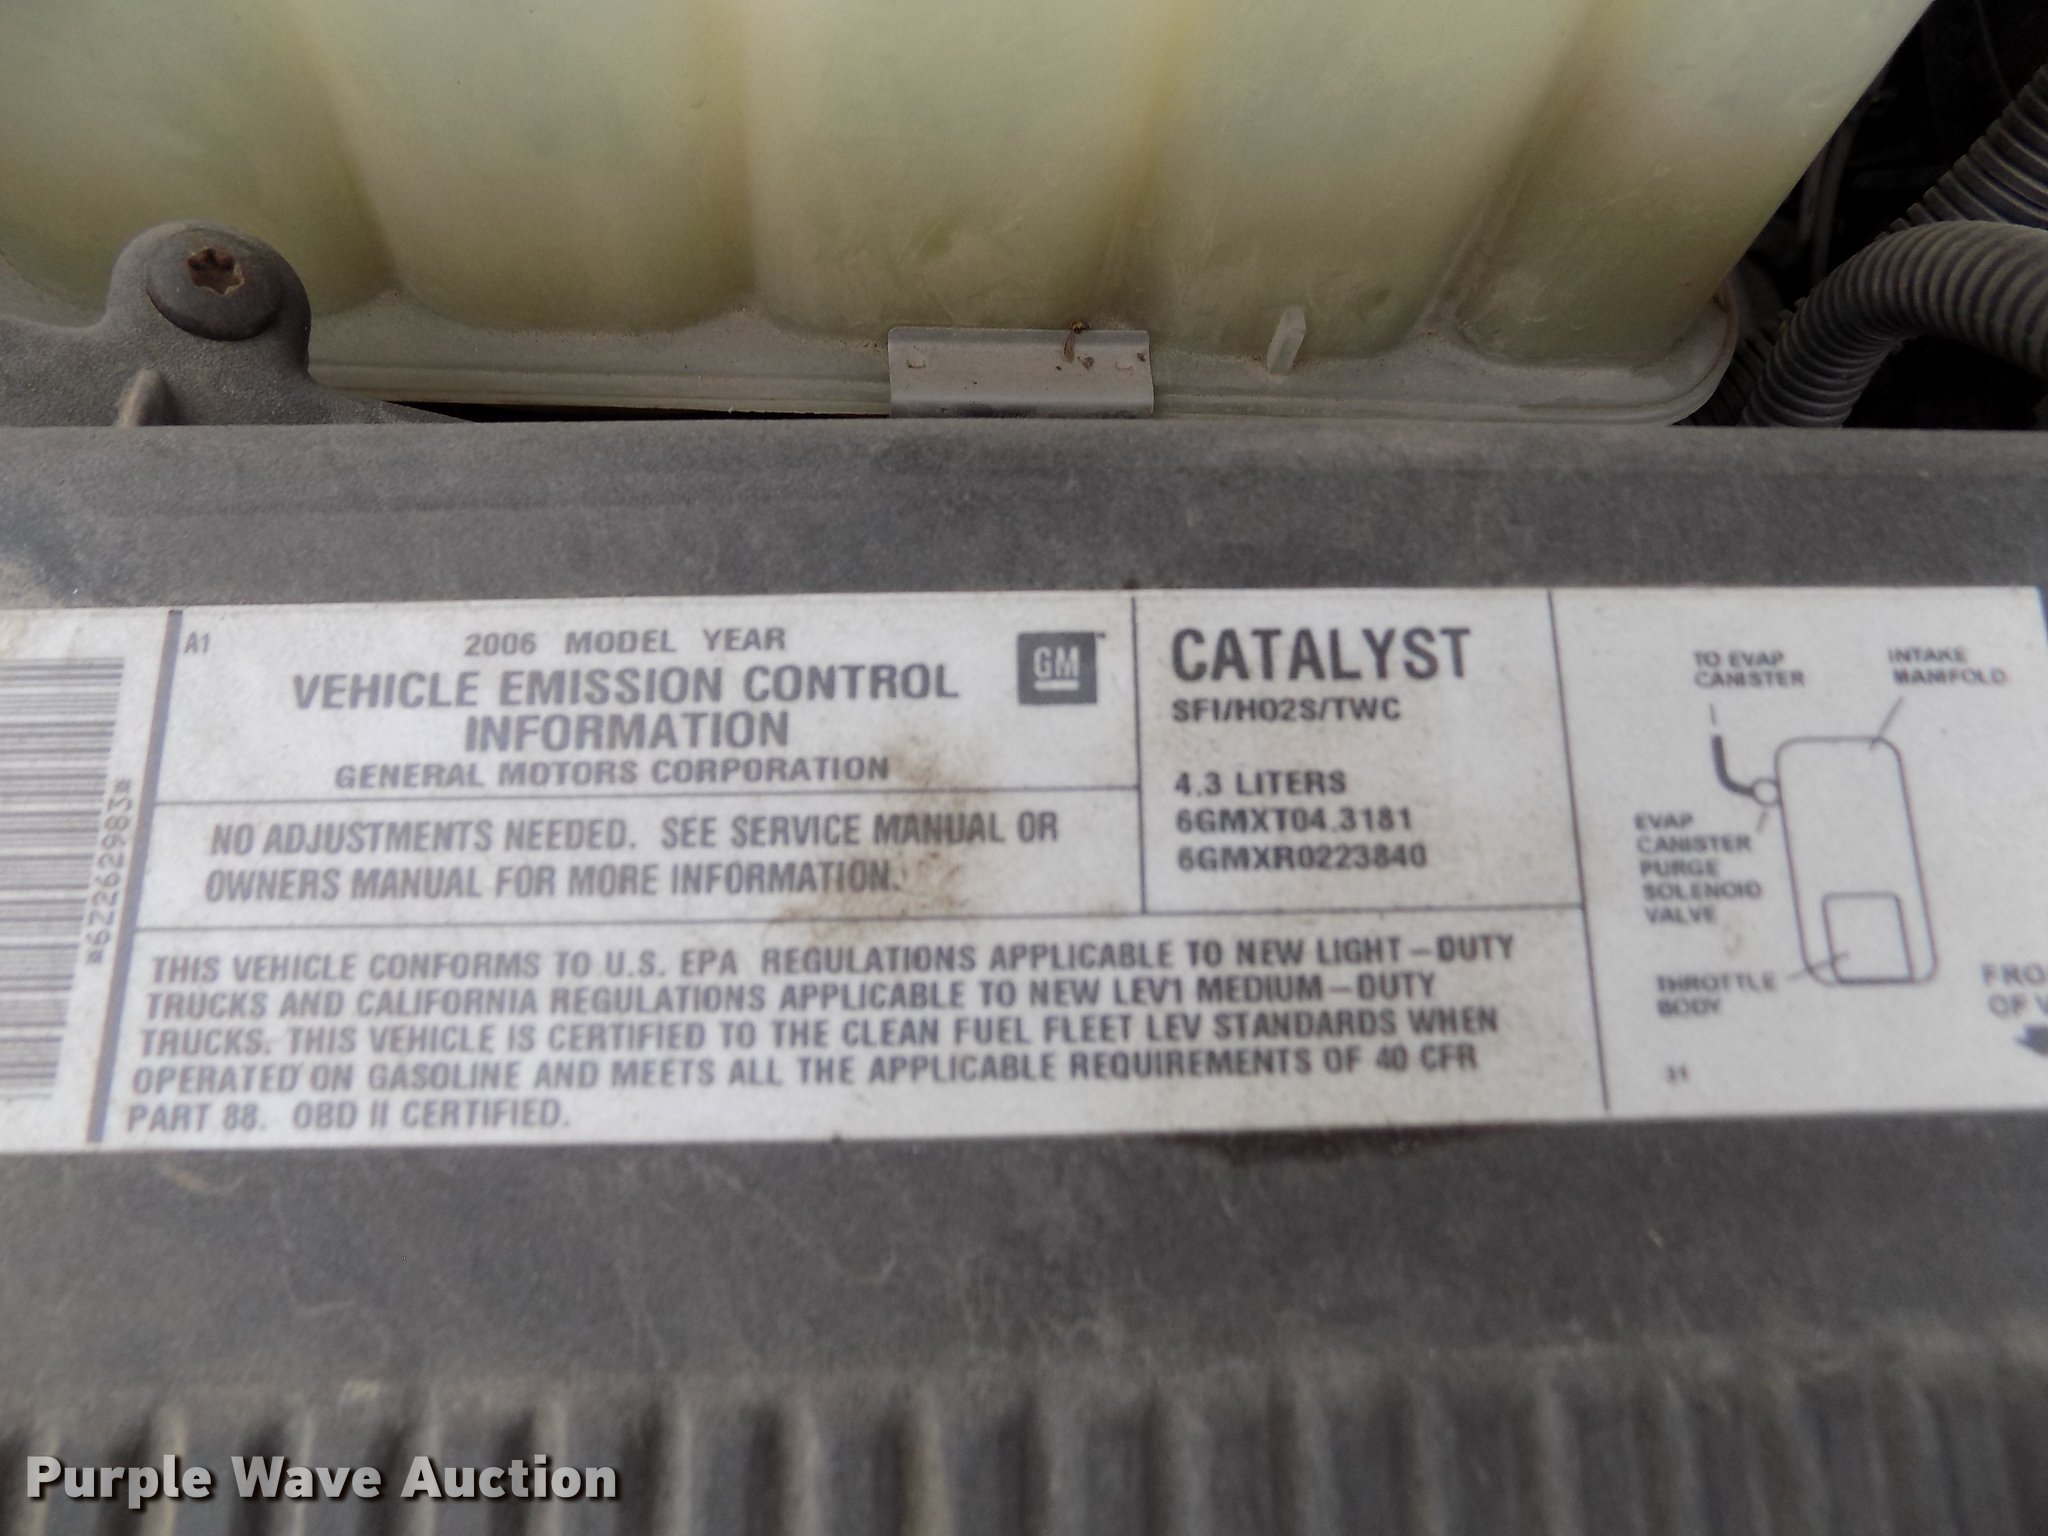 A1
2006 MODEL YEAR
VEHICLE EMISSION CONTROL
INFORMATION
GENERAL MOTORS CORPORATION
GM
NO ADJUSTMENTS NEEDED. SEE SERVICE MANUAL OR
OWNERS MANUAL FOR MORE INFORMATION.
CATALYST
SFI/HO2S/TWC
4.3 LITERS
6GMXT04.3181
6GMXR0223840
THIS VEHICLE CONFORMS TO U.S. EPA REGULATIONS APPLICABLE TO NEW LIGHT-DUTY
TRUCKS AND CALIFORNIA REGULATIONS APPLICABLE TO NEW LEV1 MEDIUM-DUTY
TRUCKS. THIS VEHICLE IS CERTIFIED TO THE CLEAN FUEL FLEET LEV STANDARDS WHEN
OPERATED ON GASOLINE AND MEETS ALL THE APPLICABLE REQUIREMENTS OF 40 CFR
PART 88. OBD II CERTIFIED.
*672262983*
TO EVAP
CANISTER
INTAKE
MANIFOLD
EVAP
CANISTER
PURGE
SOLENOID
VALVE
THROTTLE
BODY
FRO
OF V
31
Purple Wave Auction